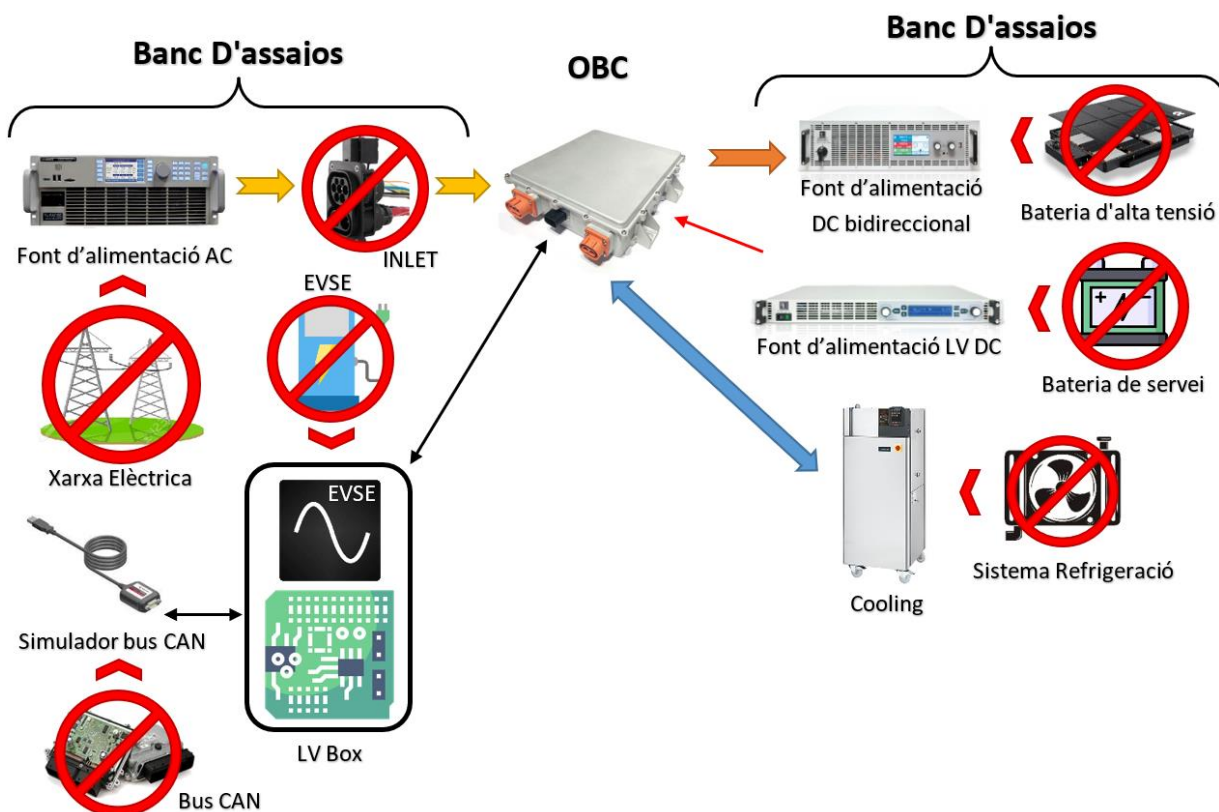 Banc D'assajos
OBC
Banc D'assajos
Font d'alimentació AC
INLET
EVSE
Xarxa Elèctrica
EVSE
Simulador bus CAN
LV Box
Bus CAN
Font d'alimentació
DC bidireccional
Bateria d'alta tensió
Font d'alimentació LV DC
Bateria de servei
Cooling
Sistema Refrigeració